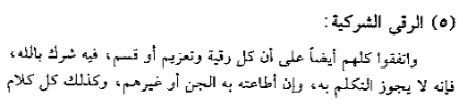 (٥) الرقي الشركية :
واتفقوا كلهم أيضاً على أن كل رقية وتعزيم أو قسم، فيه شرك بالله،
فإنه لا يجوز التكلم به، وإن أطاعته به الجن أو غيرهم، وكذلك كل كلام